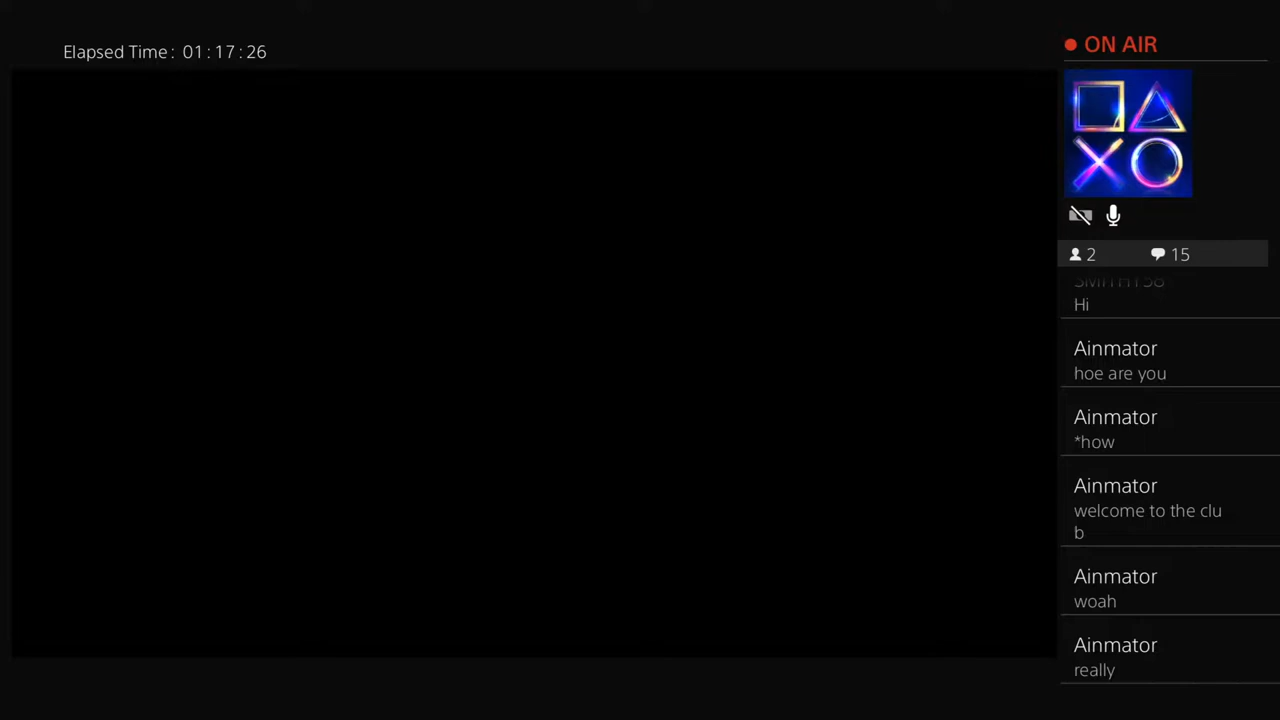 Elapsed Time: 01:17:26
ON AIR
2 15
SMITHY58
Hi
Ainmator
hoe are you
Ainmator
*how
Ainmator
welcome to the clu
b
Ainmator
woah
Ainmator
really